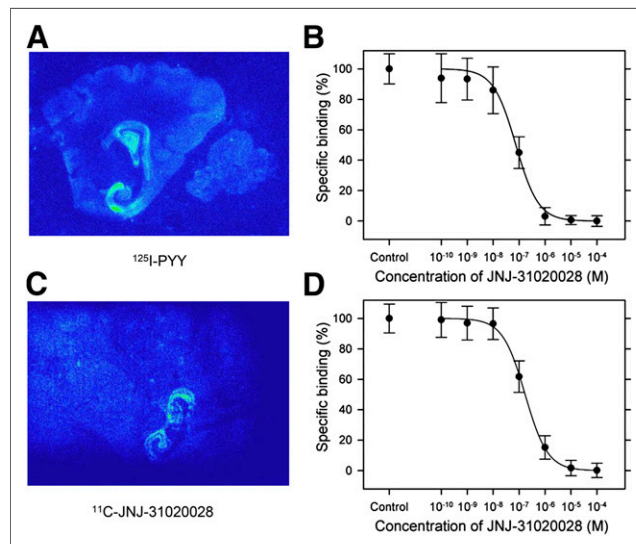 A
B
Specific binding (%)
100
80
60
40
20
0
Control 10⁻¹⁰ 10⁻⁹ 10⁻⁸ 10⁻⁷ 10⁻⁶ 10⁻⁵ 10⁻⁴
Concentration of JNJ-31020028 (M)
¹²⁵I-PYY
C
D
Specific binding (%)
100
80
60
40
20
0
Control 10⁻¹⁰ 10⁻⁹ 10⁻⁸ 10⁻⁷ 10⁻⁶ 10⁻⁵ 10⁻⁴
Concentration of JNJ-31020028 (M)
¹¹C-JNJ-31020028